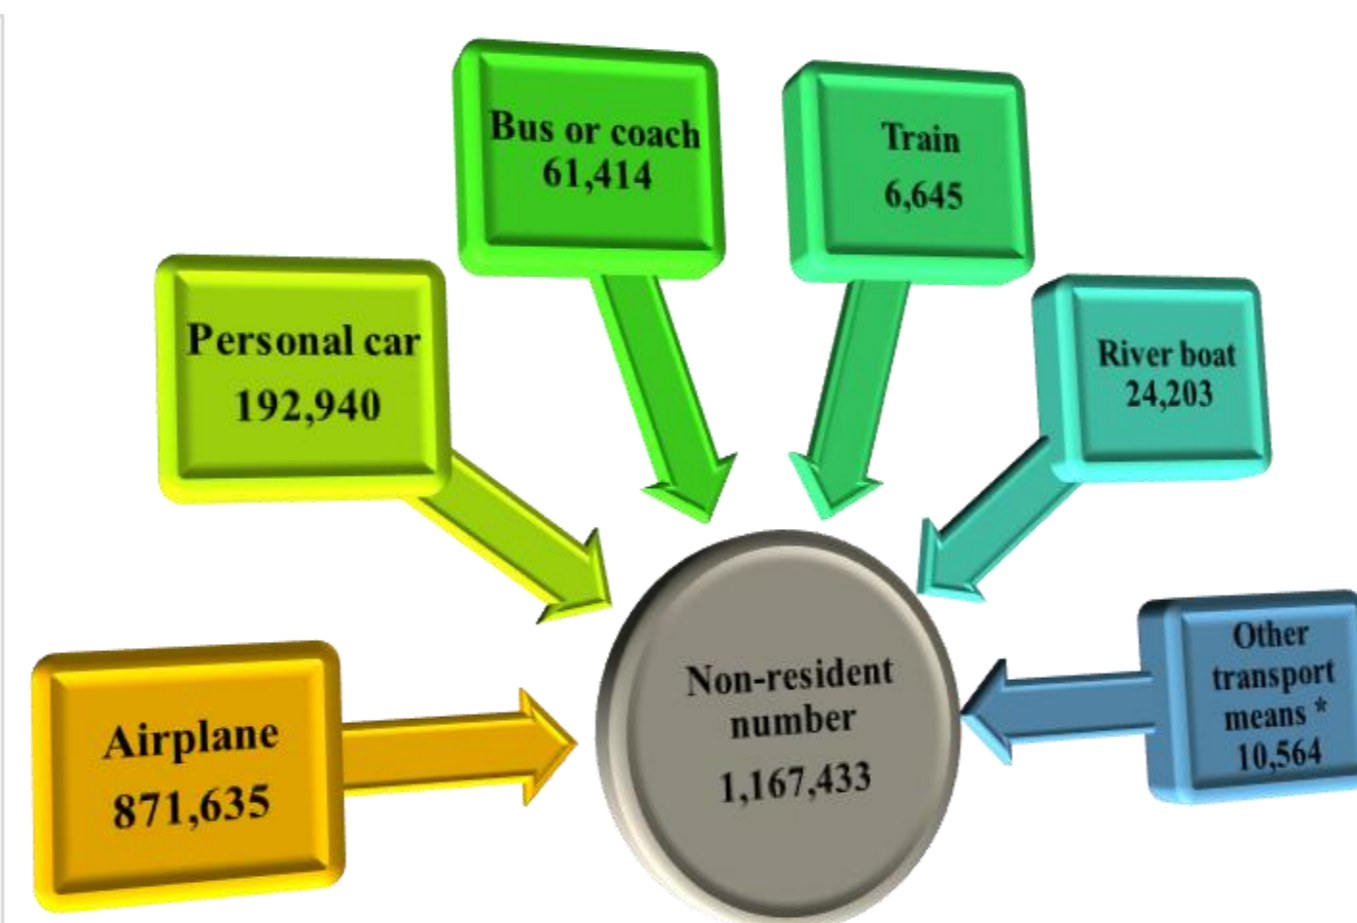 Bus or coach
61,414
Train
6,645
Personal car
192,940
River boat
24,203
Other
transport
means *
10,564
Airplane
871,635
Non-resident
number
1,167,433